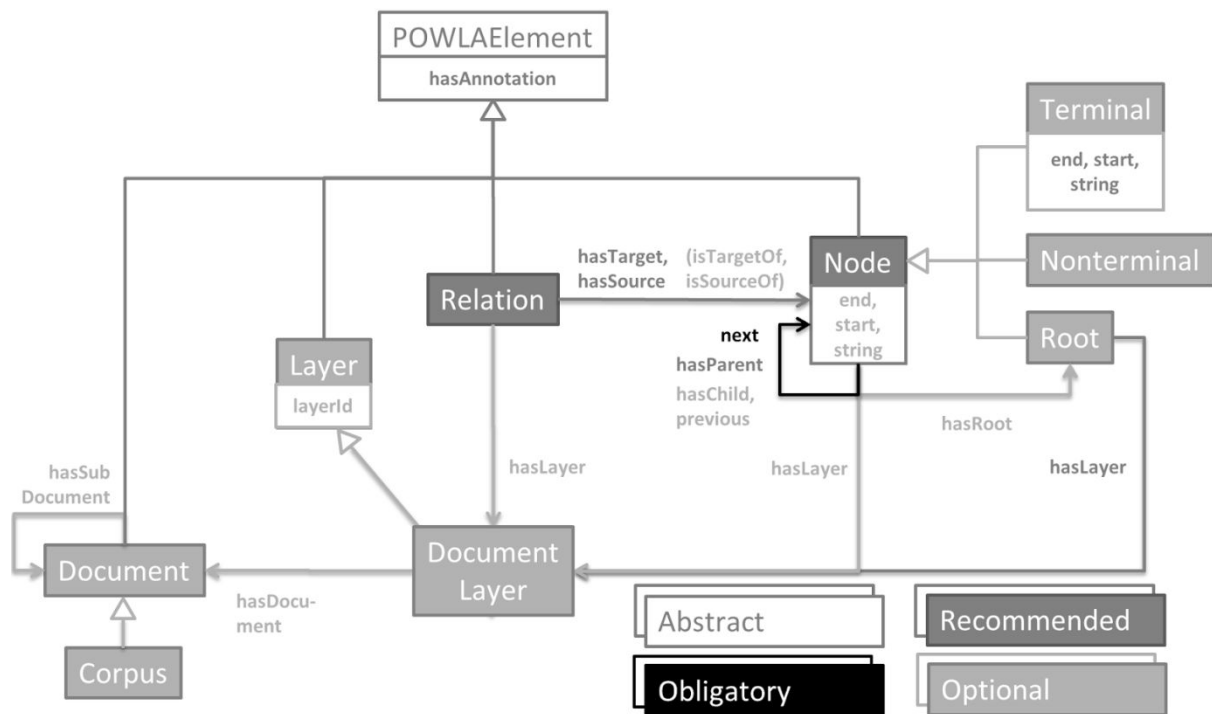 POWLAElement
hasAnnotation
Terminal
end, start,
string
hasTarget, (isTargetOf,
hasSource isSourceOf)
Node
end,
start,
string
Nonterminal
Relation
next
hasParent
hasChild,
previous
Root
Layer
layerId
hasRoot
hasSub
Document
hasLayer
hasLayer
hasLayer
Document
hasDocu-
ment
Document
Layer
Corpus
Abstract
Recommended
Obligatory
Optional